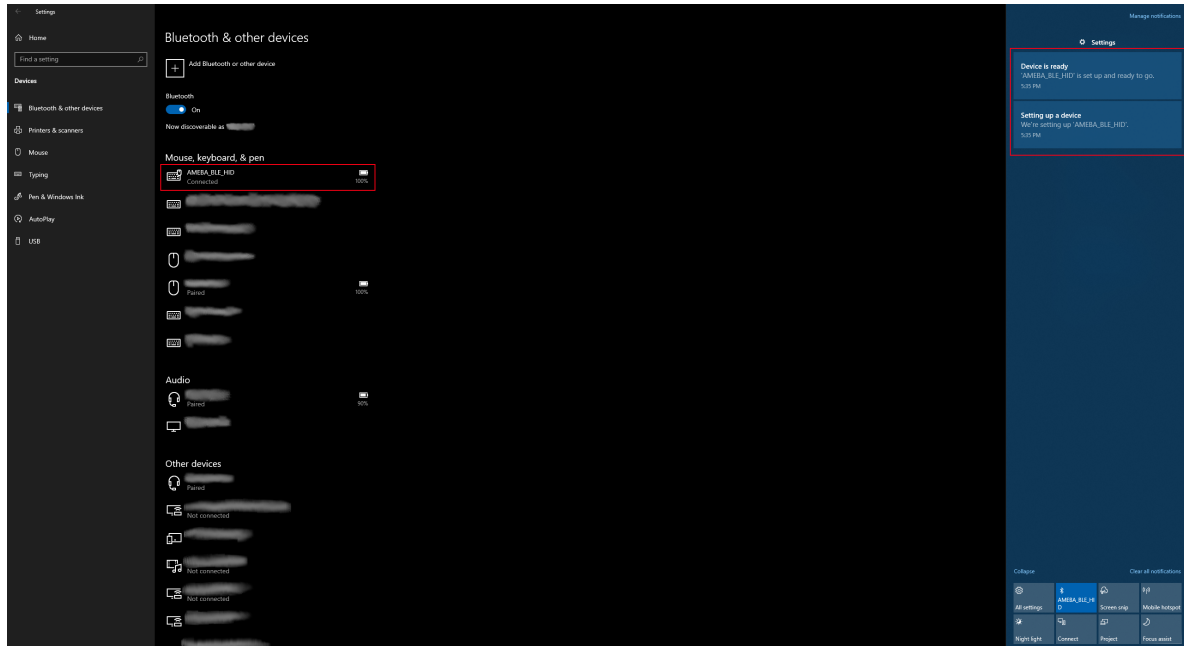 Settings
Home
Find a setting
Devices
Bluetooth & other devices
Printers & scanners
Mouse
Typing
Pen & Windows Ink
AutoPlay
USB
Bluetooth & other devices
Add Bluetooth or other device
Bluetooth
On
Now discoverable as
Mouse, keyboard, & pen
AMEBA_BLE_HID
Connected
100%
Paired
100%
Audio
Paired
90%
Other devices
Paired
Not connected
Not connected
Not connected
Manage notifications
Settings
Device is ready
'AMEBA_BLE_HID' is set up and ready to go.
5:35 PM
Setting up a device
We're setting up 'AMEBA_BLE_HID'.
5:35 PM
Collapse
Clear all notifications
All settings
AMEBA_BLE_HI
D
Screen snip
Mobile hotspot
Night light
Connect
Project
Focus assist